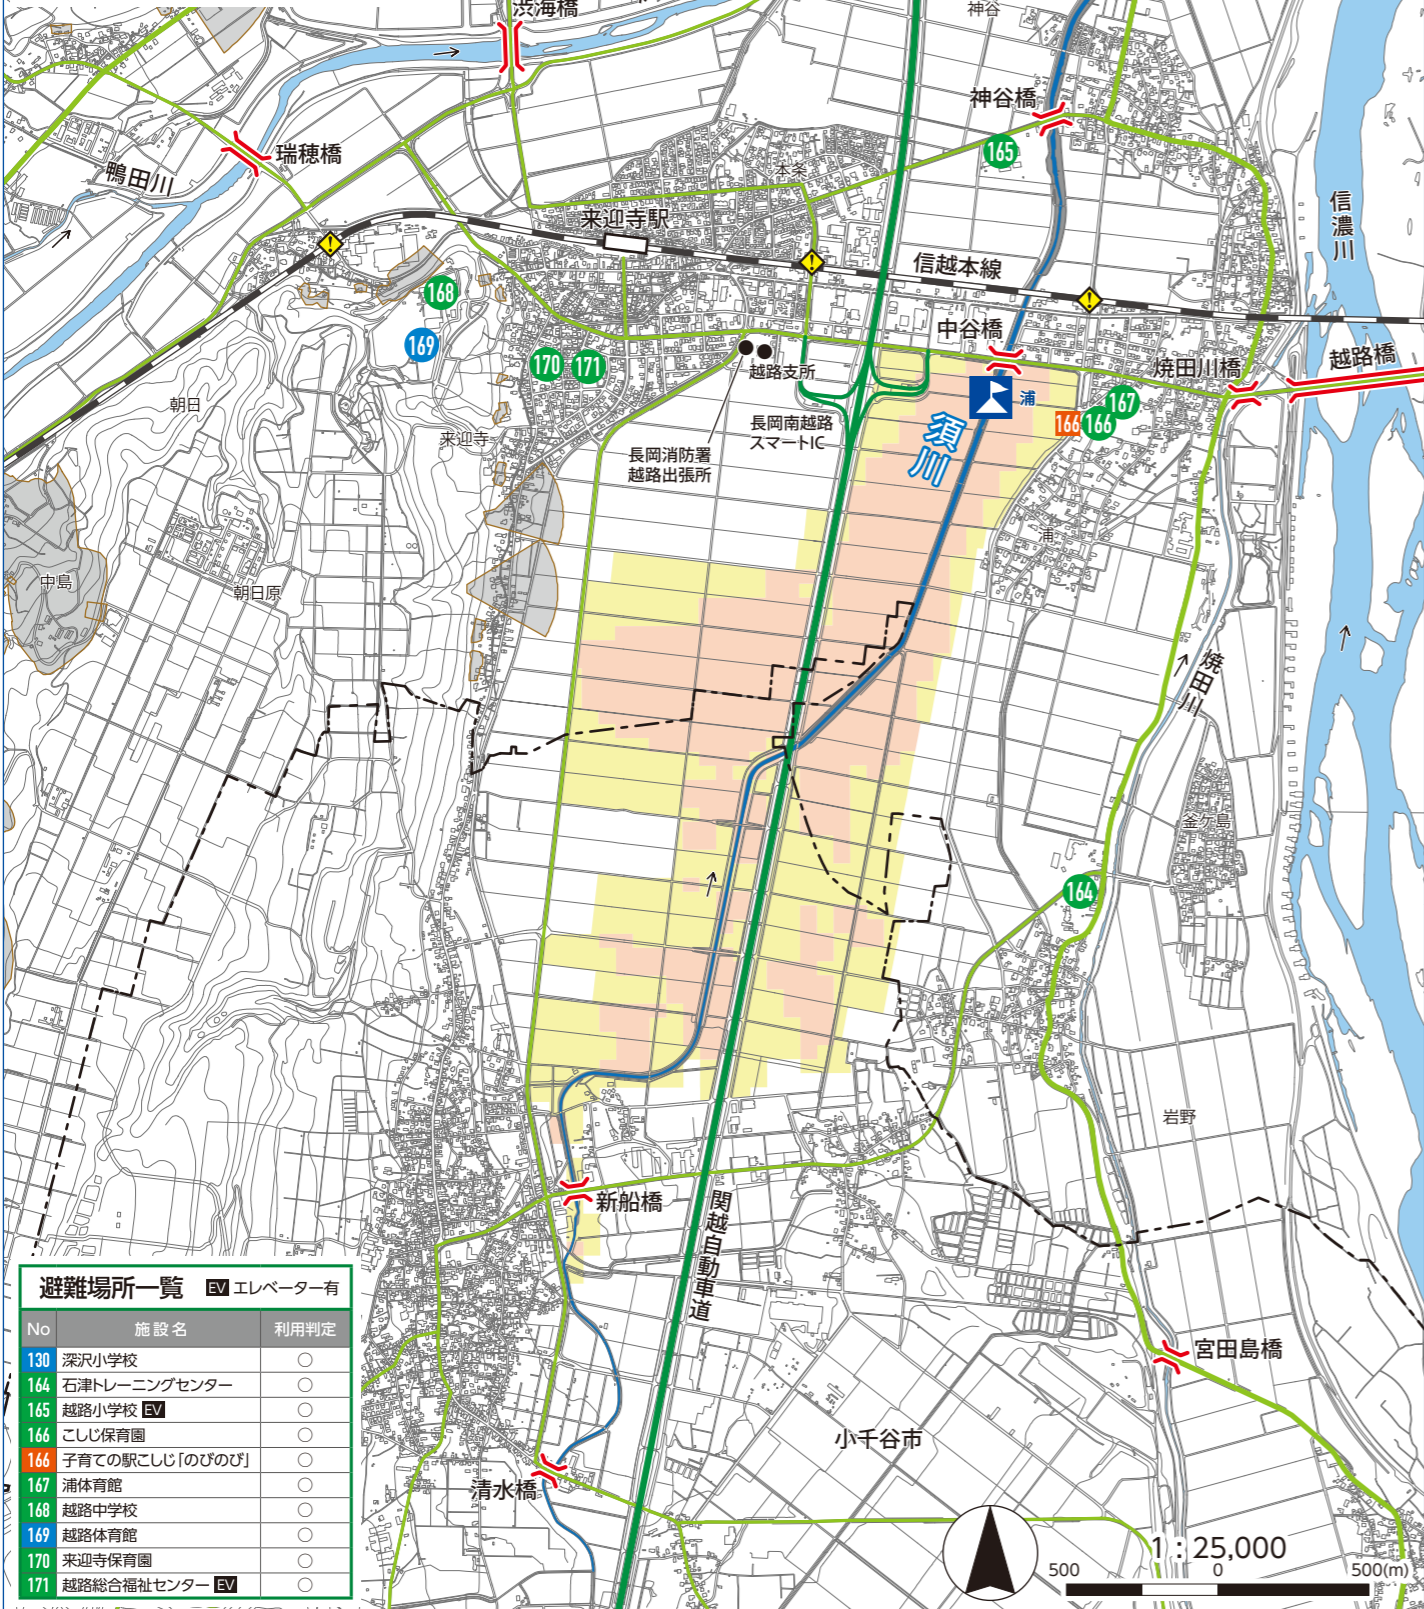 渋海橋
神谷
神谷橋
165
瑞穂橋
鴨田川
本条
来迎寺駅
信濃川
信越本線
168
169
中谷橋
越路橋
焼田川橋
170
171
越路支所
浦
167
166
166
朝日
来迎寺
長岡南越路
スマートIC
須川
長岡消防署
越路出張所
浦
中島
朝日原
焼田川
釜ケ島
164
岩野
新船橋
関越自動車道
宮田島橋
小千谷市
清水橋
避難場所一覧 EV エレベーター有
No 施設名 利用判定
130 深沢小学校 ○
164 石津トレーニングセンター ○
165 越路小学校 EV ○
166 こしじ保育園 ○
166 子育ての駅こしじ「のびのび」 ○
167 浦体育館 ○
168 越路中学校 ○
169 越路体育館 ○
170 来迎寺保育園 ○
171 越路総合福祉センター EV ○
1：25,000
500 0 500(m)